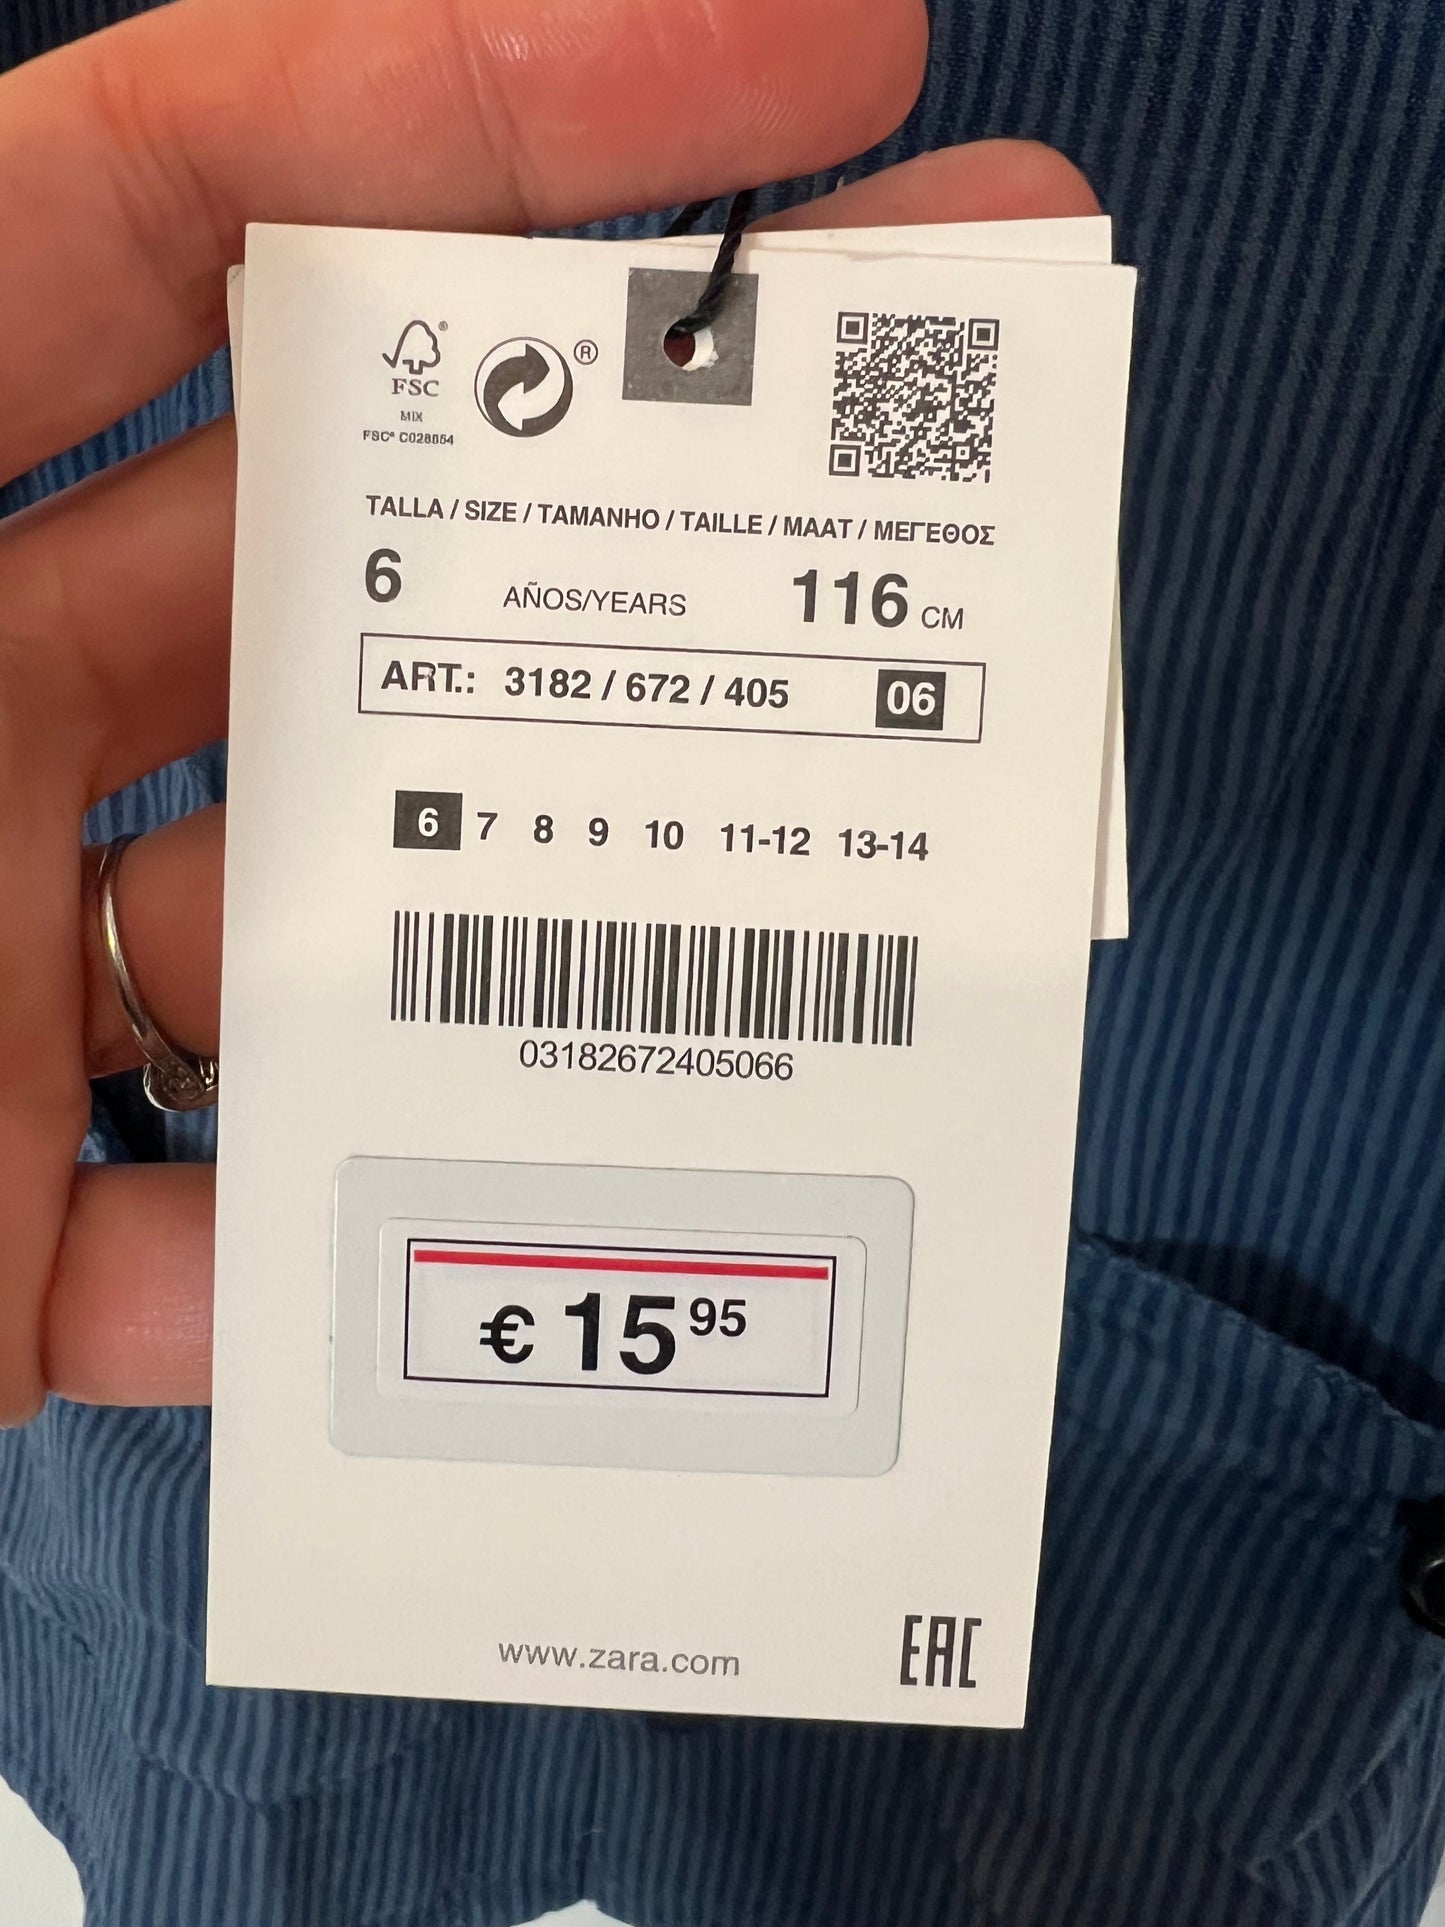 FSC
MIX
FSC® C028054
®
TALLA / SIZE / TAMANHO / TAILLE / MAAT / ΜΕΓΕΘΟΣ
6 AÑOS/YEARS 116 CM
ART.: 3182 / 672 / 405 06
6 7 8 9 10 11-12 13-14
03182672405066
€ 15 95
www.zara.com
EAC